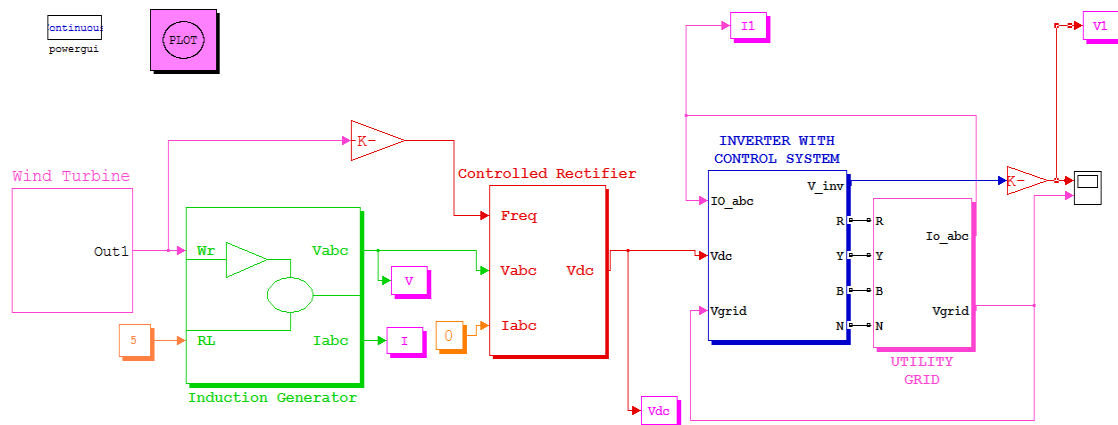 Continuous
powergui
PLOT
I1
V1
-K-
Wind Turbine
Out1
Wr
Vabc
RL
Iabc
Induction Generator
5
V
I
0
Controlled Rectifier
Freq
Vabc
Iabc
Vdc
Vdc
INVERTER WITH
CONTROL SYSTEM
IO_abc
Vdc
Vgrid
V_inv
R
Y
B
N
R
Y
B
N
Io_abc
Vgrid
UTILITY
GRID
K-